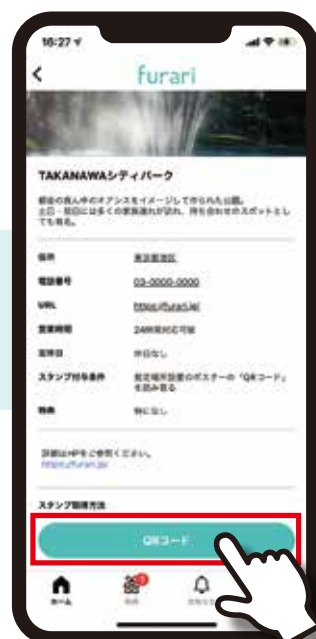 16:27
furari
TAKANAWAシティパーク
都会の真ん中のオアシスをイメージして作られた公園。
土日・祝日には多くの家族連れが訪れ、待ち合わせのスポットとし
ても有名。
住所 東京都港区
電話番号 03-0000-0000
URL https://furari.jp/
営業時間 24時間対応可能
定休日 休日なし
スタンプ付与条件 指定場所設置のポスターの「QRコード」
を読み取る
特典 特になし
詳細はHPをご参照ください。
https://furari.jp/
スタンプ取得方法
QRコード
ホーム